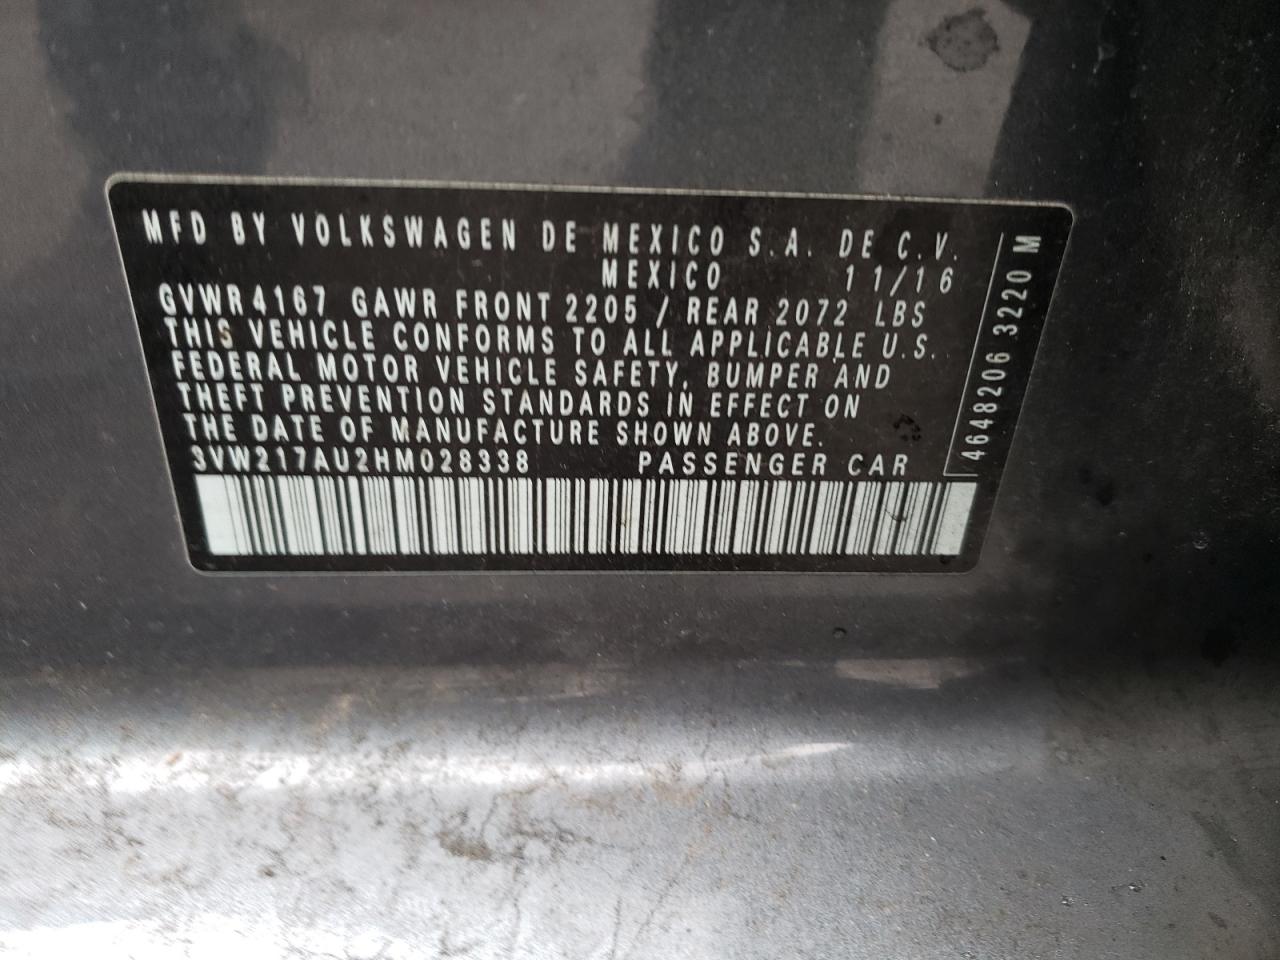 MFD BY VOLKSWAGEN DE MEXICO S.A. DE C.V.
MEXICO 11/16
GVWR 4167 GAWR FRONT 2205 / REAR 2072 LBS
THIS VEHICLE CONFORMS TO ALL APPLICABLE U.S.
FEDERAL MOTOR VEHICLE SAFETY, BUMPER AND
THEFT PREVENTION STANDARDS IN EFFECT ON
THE DATE OF MANUFACTURE SHOWN ABOVE.
3VW217AU2HM028338 PASSENGER CAR
4648206 3220 M